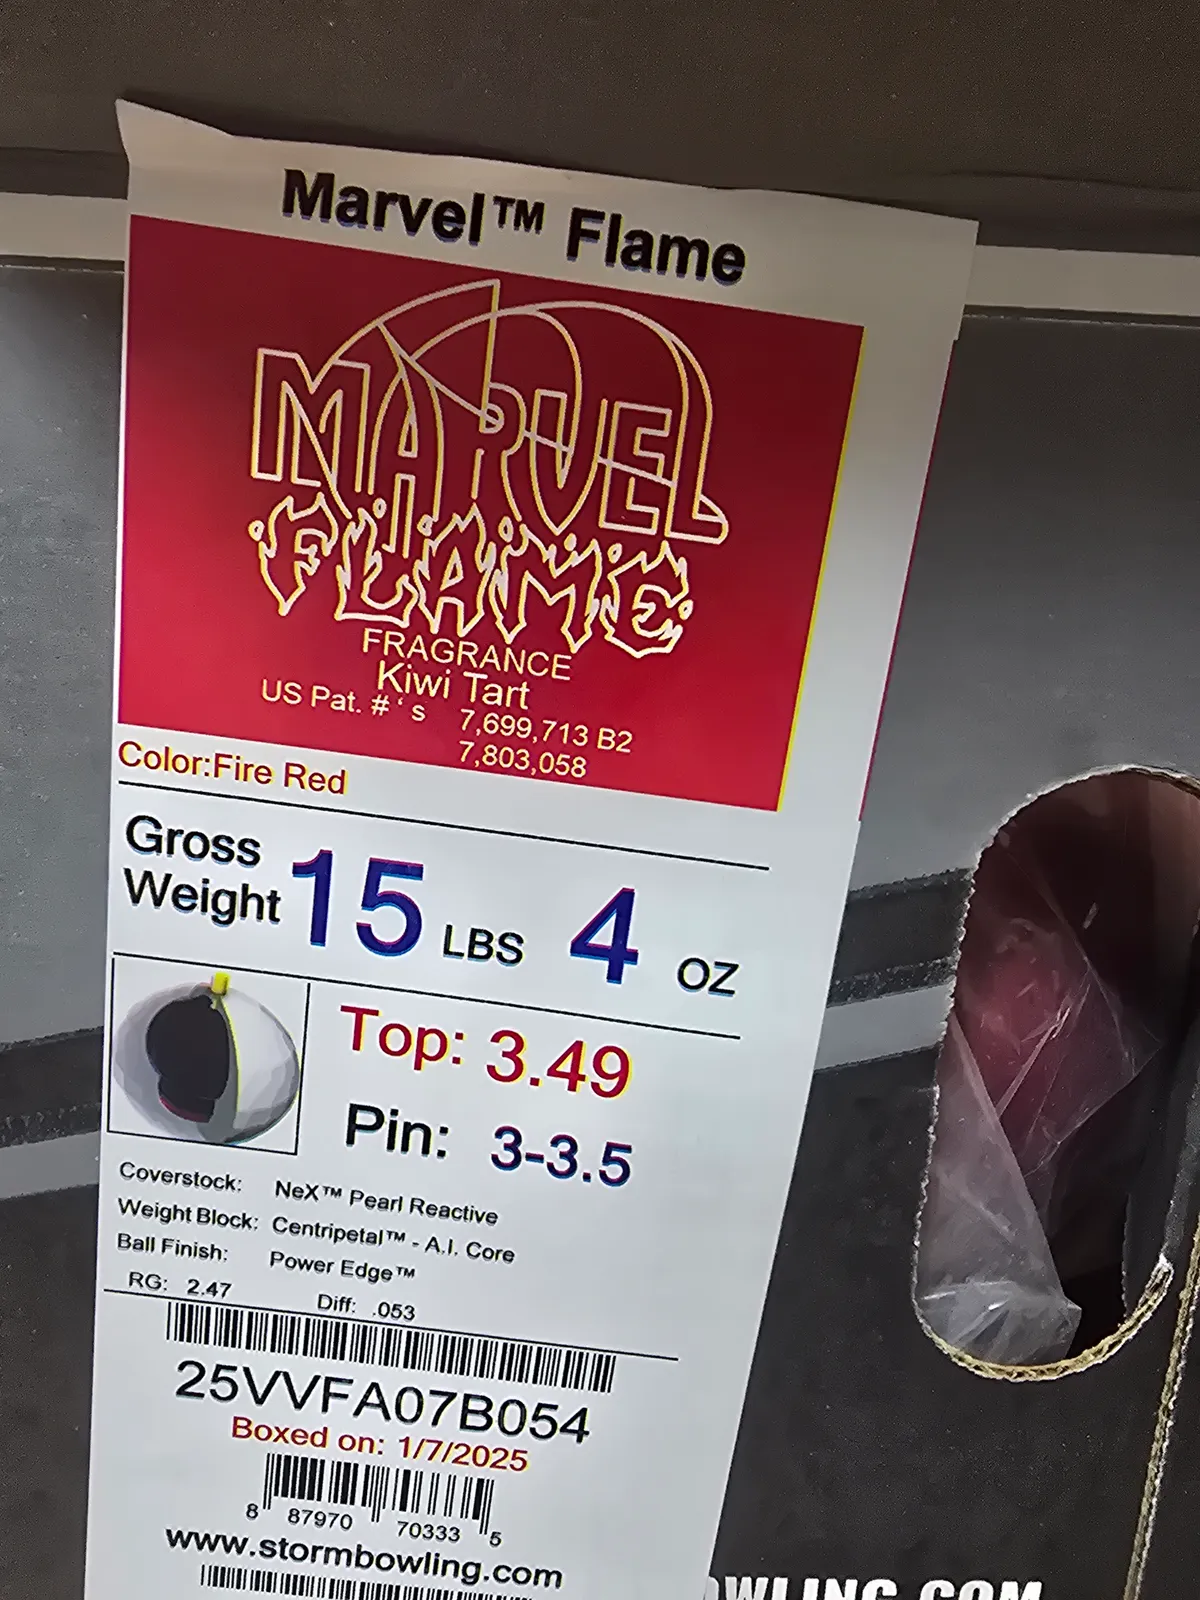 Marvel™ Flame
MARVEL
FLAME
FRAGRANCE
Kiwi Tart
US Pat. # ' s 7,699,713 B2
7,803,058
Color:Fire Red
Gross
Weight 15 LBS 4 OZ
Top: 3.49
Pin: 3-3.5
Coverstock: NeX™ Pearl Reactive
Weight Block: Centripetal™ - A.I. Core
Ball Finish: Power Edge™
RG: 2.47 Diff: .053
25VVFA07B054
Boxed on: 1/7/2025
8 87970 70333 5
www.stormbowling.com
OWLING.COM